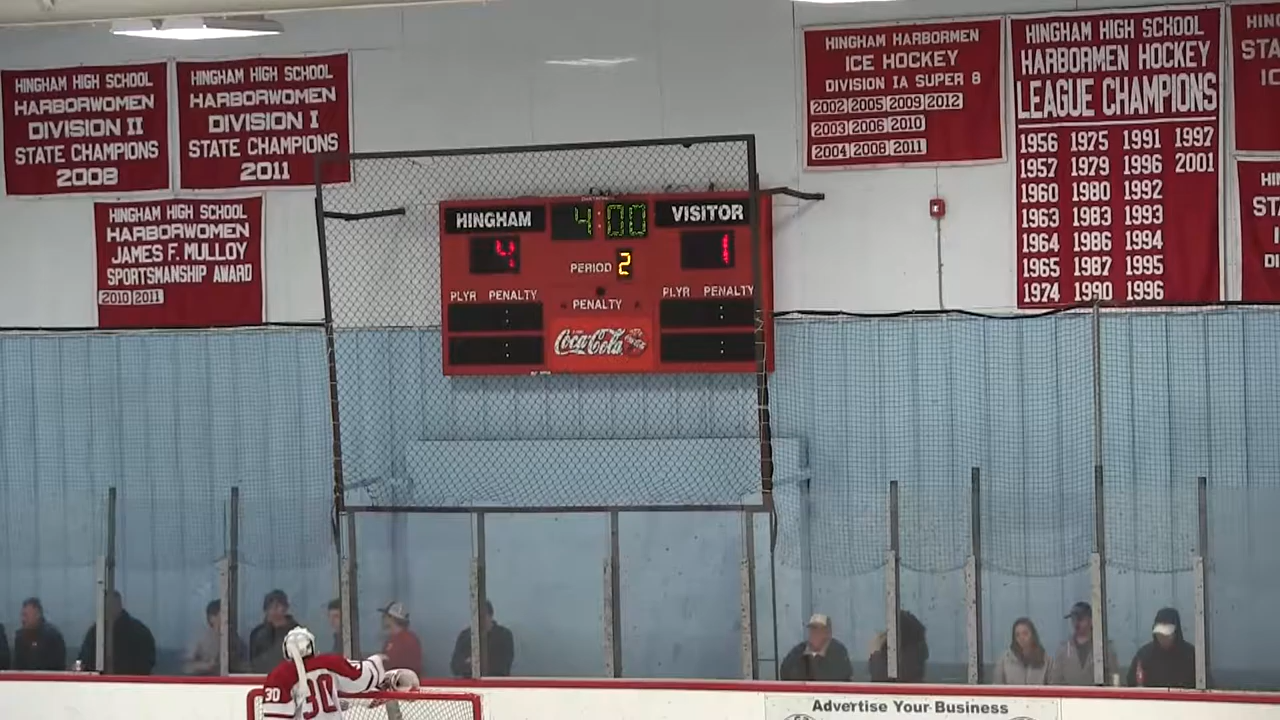 HINGHAM HIGH SCHOOL
HARBORWOMEN
DIVISION II
STATE CHAMPIONS
2008
HINGHAM HIGH SCHOOL
HARBORWOMEN
DIVISION I
STATE CHAMPIONS
2011
HINGHAM HIGH SCHOOL
HARBORWOMEN
JAMES F. MULLOY
SPORTSMANSHIP AWARD
2010 2011
HINGHAM 4:00 VISITOR
4 1
PERIOD 2
PLYR PENALTY PLYR PENALTY
PENALTY
Coca-Cola
HINGHAM HARBORMEN
ICE HOCKEY
DIVISION IA SUPER 8
2002 2005 2009 2012
2003 2006 2010
2004 2008 2011
HINGHAM HIGH SCHOOL
HARBORMEN HOCKEY
LEAGUE CHAMPIONS
1956 1975 1991 1997
1957 1979 1996 2001
1960 1980 1992
1963 1983 1993
1964 1986 1994
1965 1987 1995
1974 1990 1996
30
30
Advertise Your Business